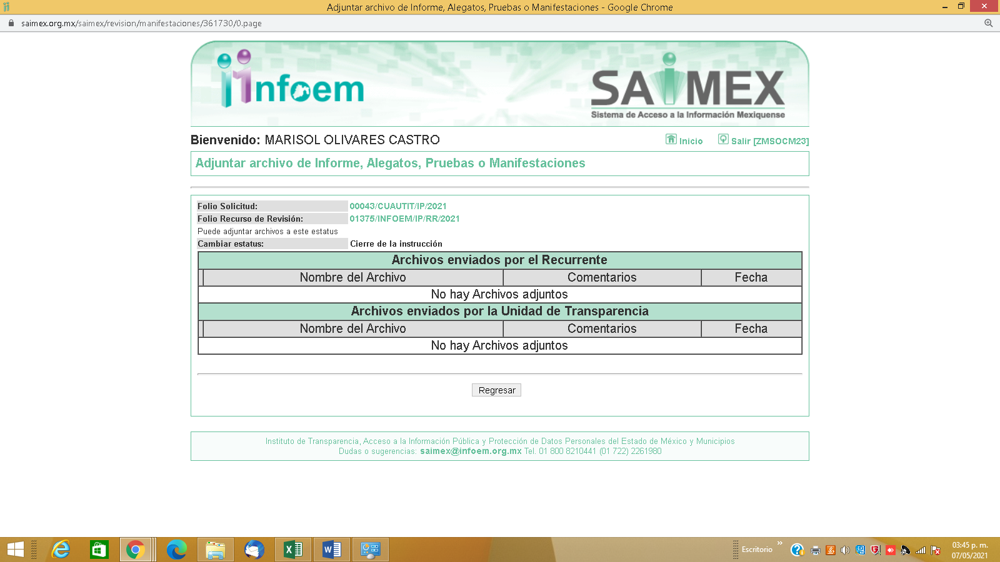 Adjuntar archivo de Informe, Alegatos, Pruebas o Manifestaciones - Google Chrome
saimex.org.mx/saimex/revision/manifestaciones/361730/0.page
infoem
SAIMEX
Sistema de Acceso a la Información Mexiquense
Bienvenido: MARISOL OLIVARES CASTRO
Inicio Salir [ZMSOCM23]
Adjuntar archivo de Informe, Alegatos, Pruebas o Manifestaciones
Folio Solicitud: 00043/CUAUTIT/IP/2021
Folio Recurso de Revisión: 01375/INFOEM/IP/RR/2021
Puede adjuntar archivos a este estatus
Cambiar estatus: Cierre de la instrucción
Archivos enviados por el Recurrente
Nombre del Archivo Comentarios Fecha
No hay Archivos adjuntos
Archivos enviados por la Unidad de Transparencia
Nombre del Archivo Comentarios Fecha
No hay Archivos adjuntos
Regresar
Instituto de Transparencia, Acceso a la Información Pública y Protección de Datos Personales del Estado de México y Municipios
Dudas o sugerencias: saimex@infoem.org.mx Tel. 01 800 8210441 (01 722) 2261980
Escritorio
03:45 p. m.
07/05/2021